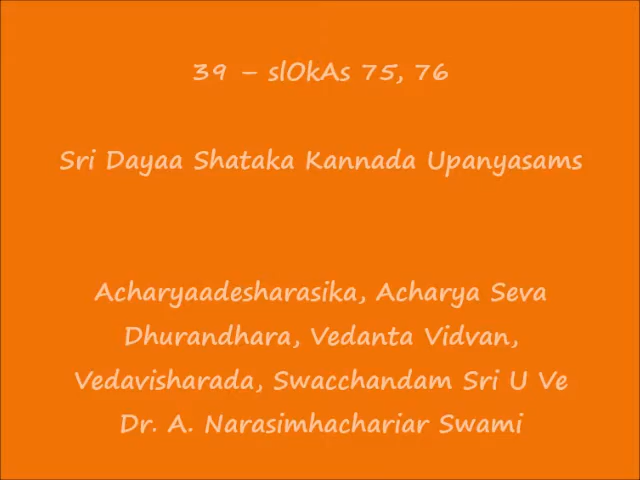 39 – slOkAs 75, 76
Sri Dayaa Shataka Kannada Upanyasams
Acharyaadesharasika, Acharya Seva
Dhurandhara, Vedanta Vidvan,
Vedavisharada, Swacchandam Sri U Ve
Dr. A. Narasimhachariar Swami